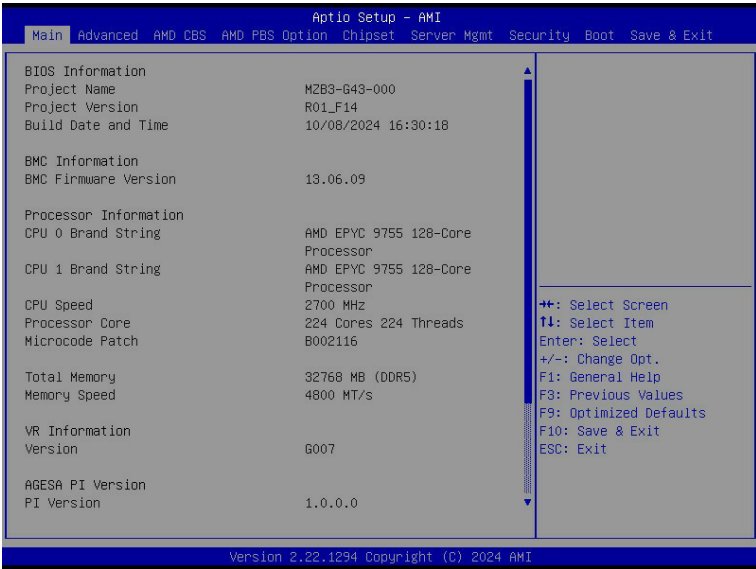 Aptio Setup - AMI
Main Advanced AMD CBS AMD PBS Option Chipset Server Mgmt Security Boot Save & Exit
BIOS Information
Project Name MZB3-G43-000
Project Version R01_F14
Build Date and Time 10/08/2024 16:30:18
BMC Information
BMC Firmware Version 13.06.09
Processor Information
CPU 0 Brand String AMD EPYC 9755 128-Core
Processor
CPU 1 Brand String AMD EPYC 9755 128-Core
Processor
CPU Speed 2700 MHz
Processor Core 224 Cores 224 Threads
Microcode Patch B002116
Total Memory 32768 MB (DDR5)
Memory Speed 4800 MT/s
VR Information
Version G007
AGESA PI Version
PI Version 1.0.0.0
→←: Select Screen
↑↓: Select Item
Enter: Select
+/-: Change Opt.
F1: General Help
F3: Previous Values
F9: Optimized Defaults
F10: Save & Exit
ESC: Exit
Version 2.22.1294 Copyright (C) 2024 AMI